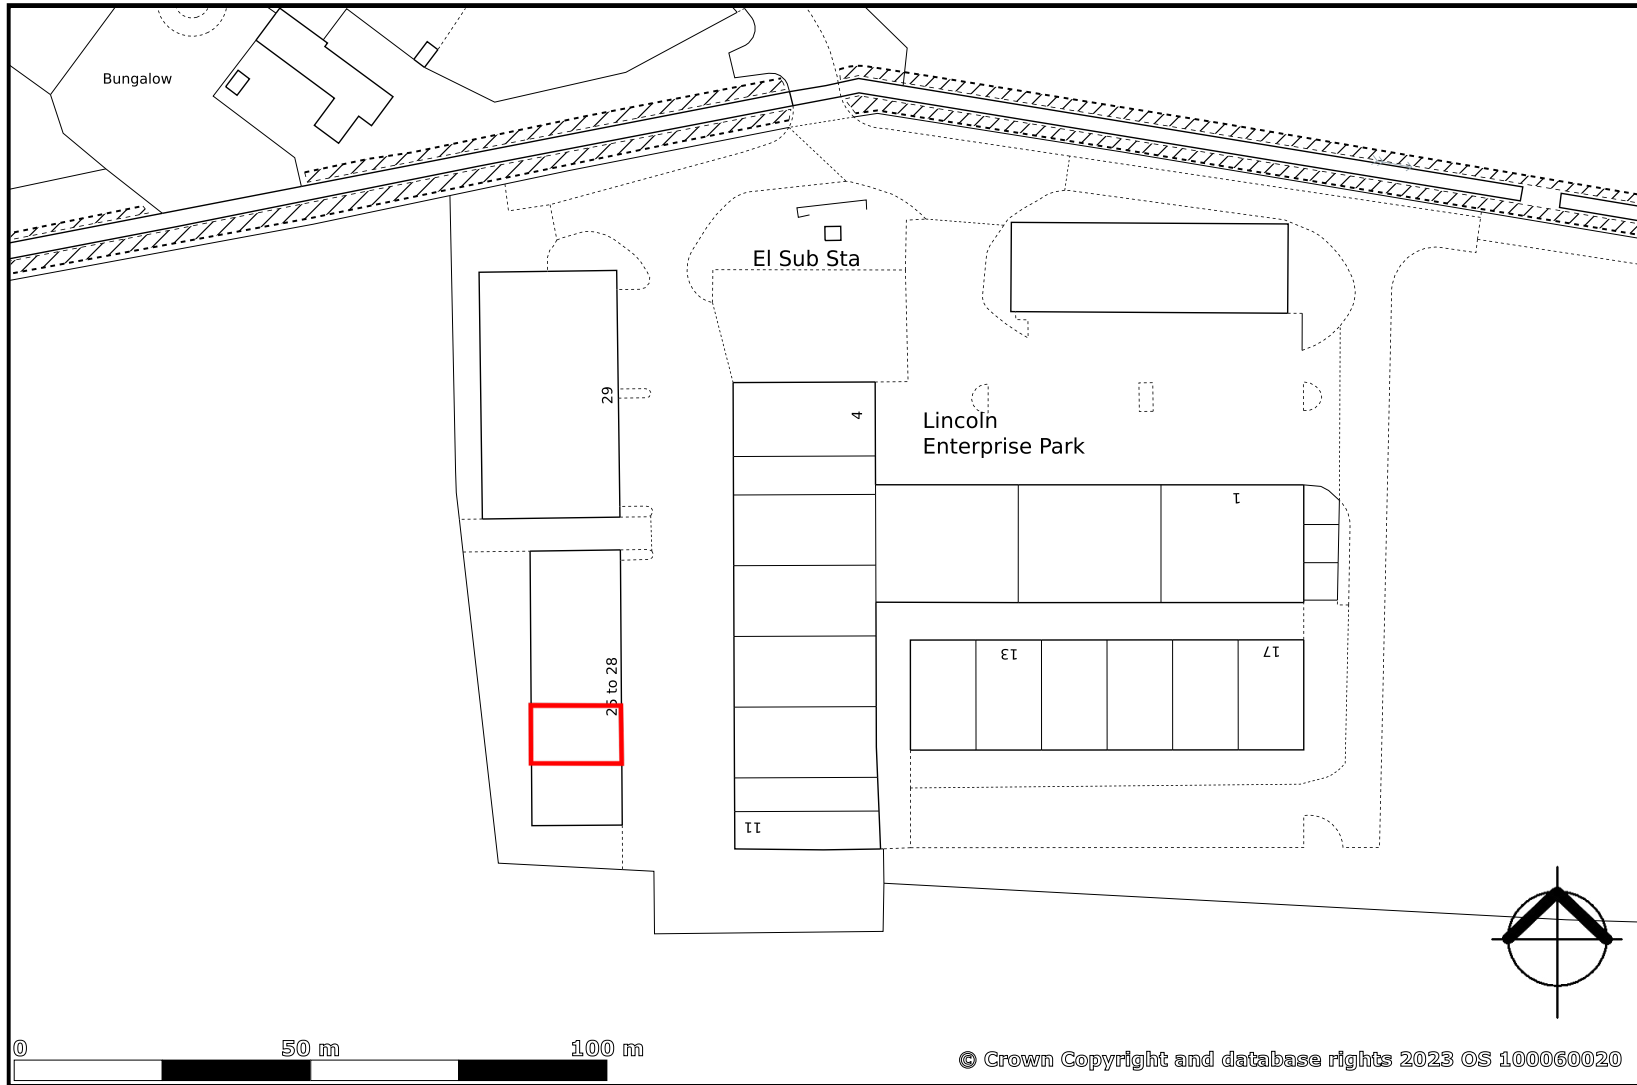 Bungalow
El Sub Sta
29
4
Lincoln
Enterprise Park
1
13
17
25 to 28
11
0 50 m 100 m
© Crown Copyright and database rights 2023 OS 100060020